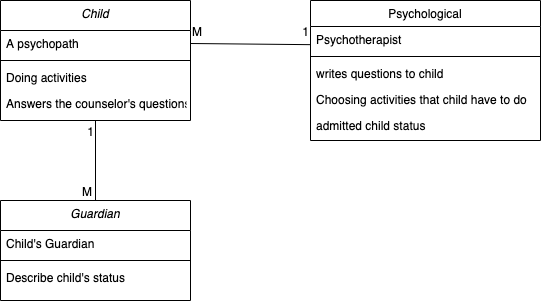 Child
A psychopath
Doing activities
Answers the counselor's questions
M
1
Psychological
Psychotherapist
writes questions to child
Choosing activities that child have to do
admitted child status
1
M
Guardian
Child's Guardian
Describe child's status